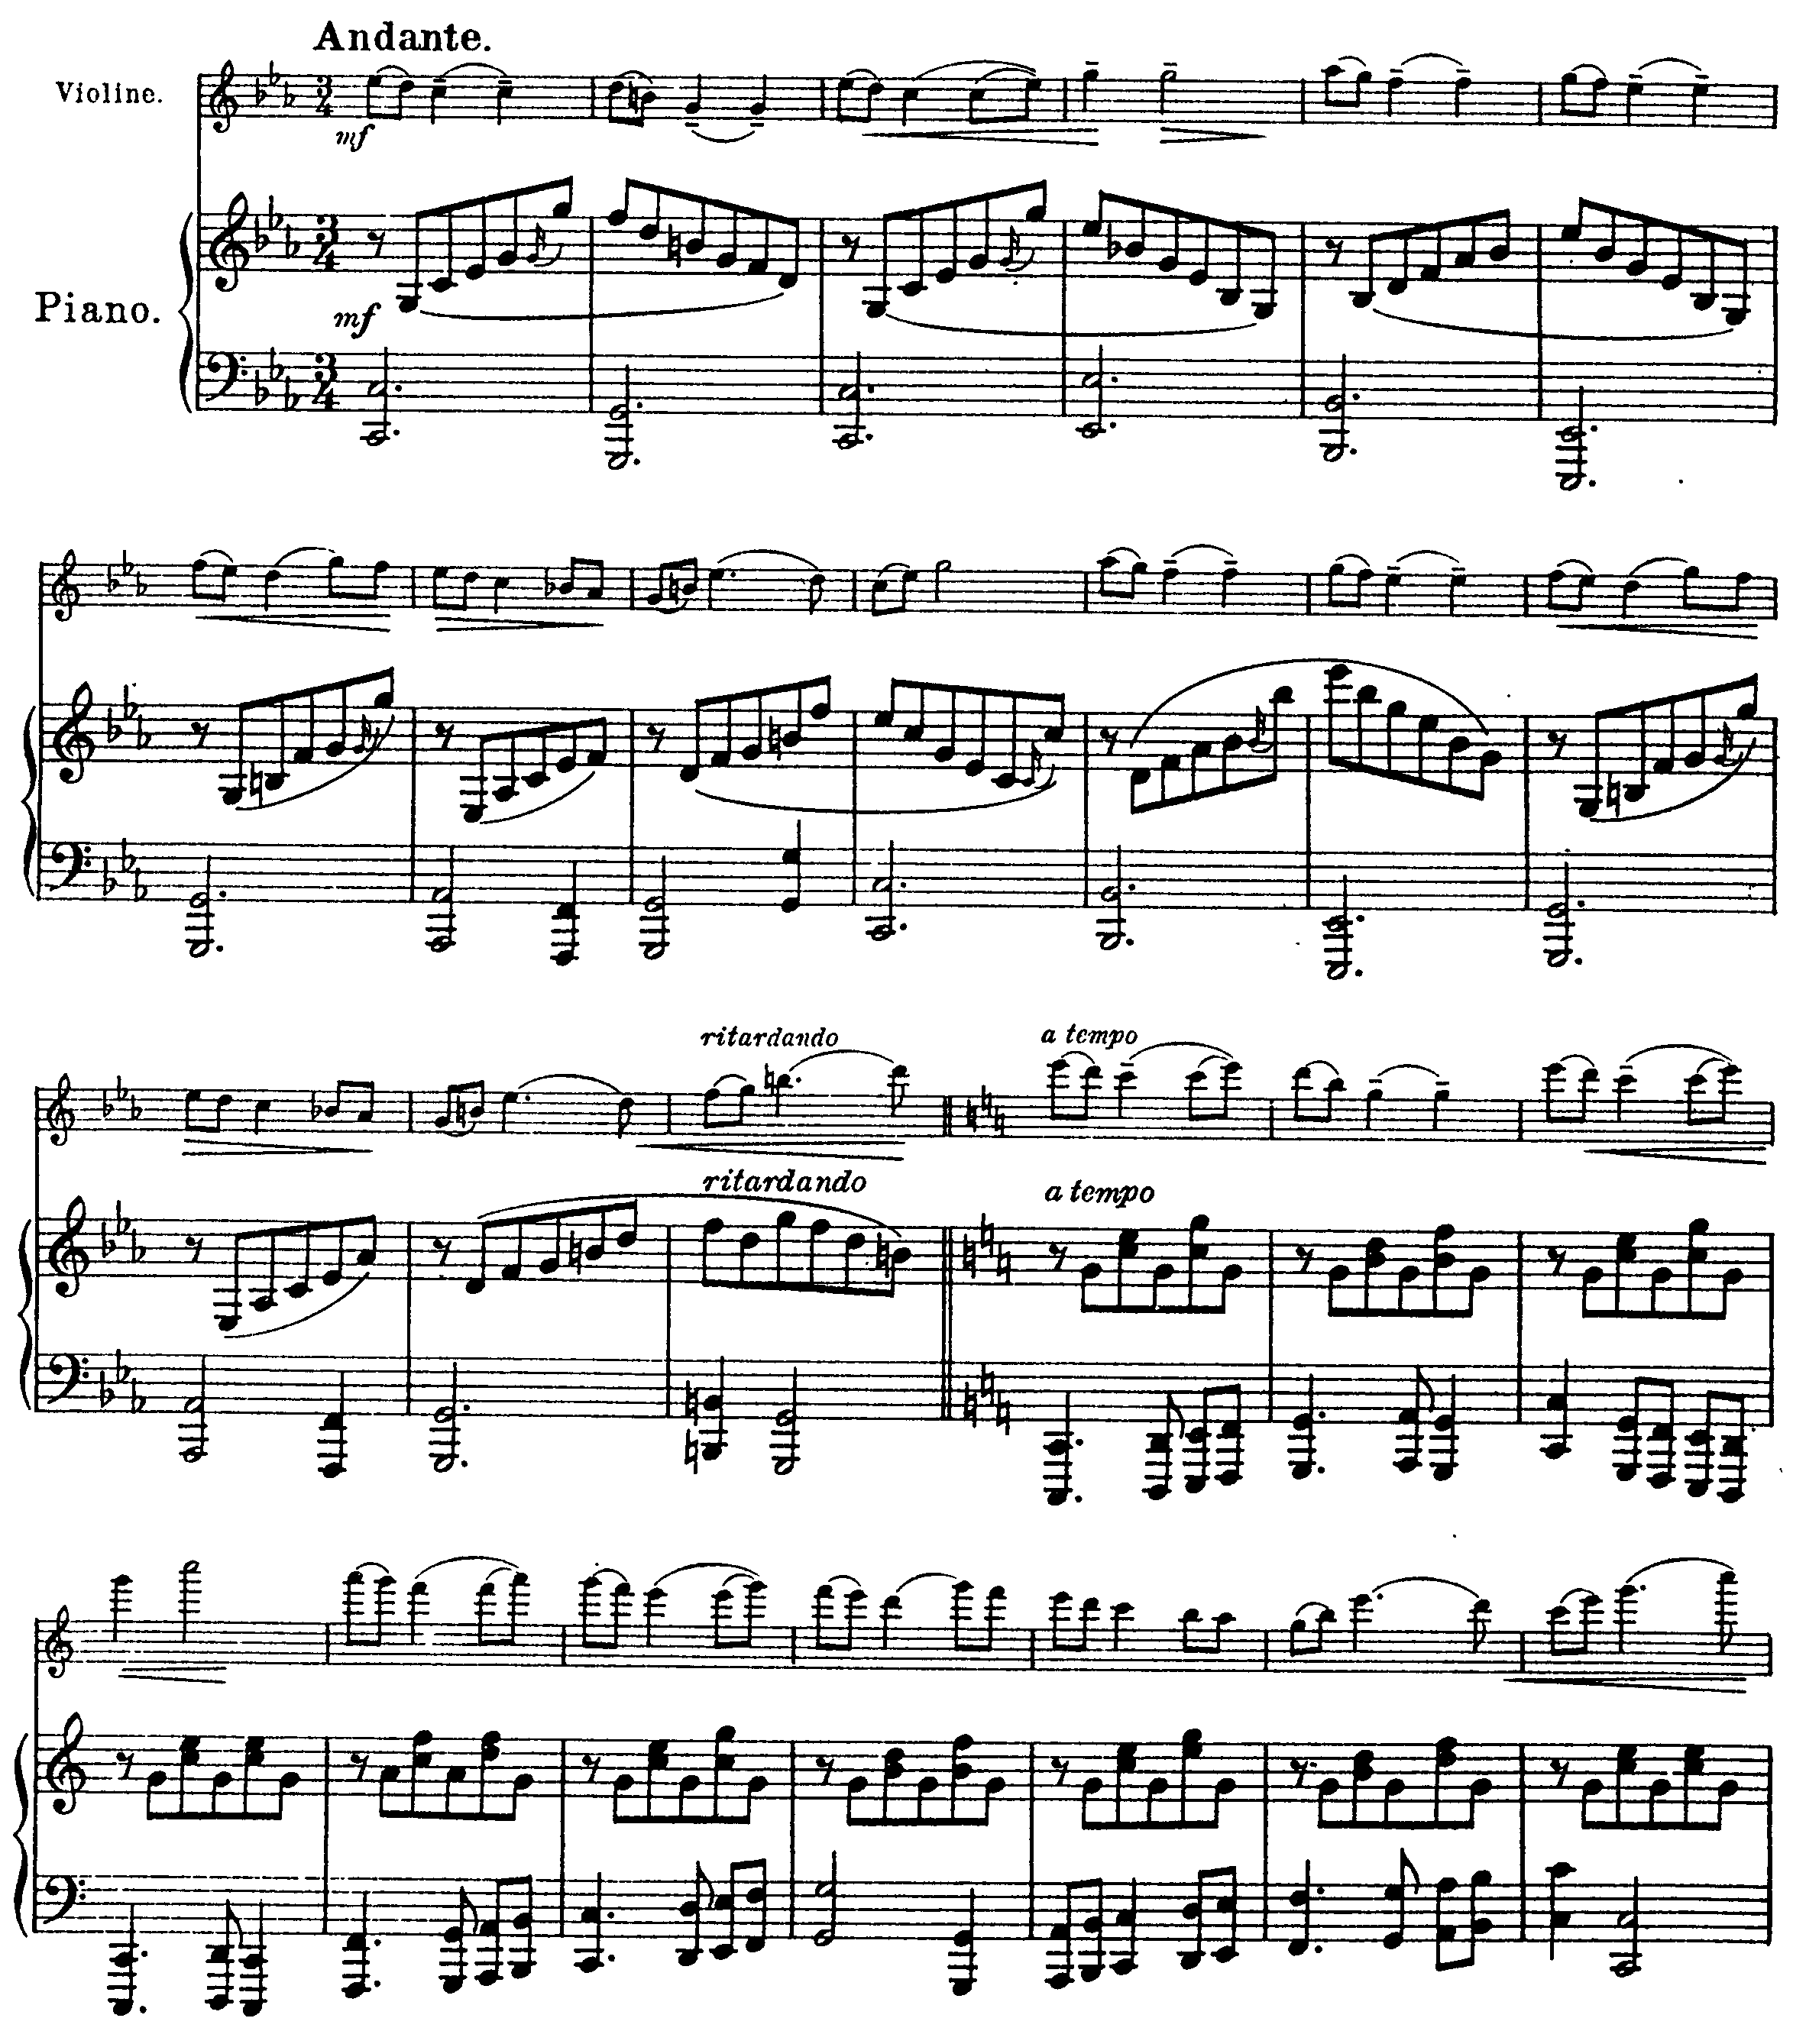 Andante.
Violine.
mf
Piano.
mf
ritardando
a tempo
ritardando
a tempo